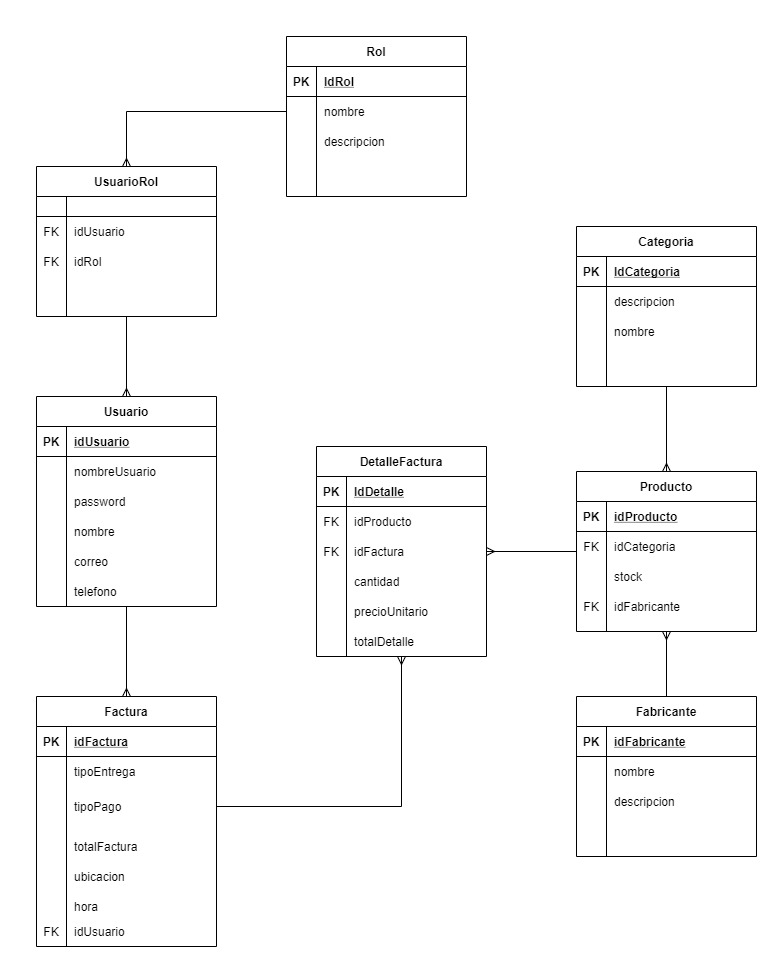 Rol
PK IdRol
nombre
descripcion
UsuarioRol
FK idUsuario
FK idRol
Categoria
PK IdCategoria
descripcion
nombre
Usuario
PK idUsuario
nombreUsuario
password
nombre
correo
telefono
DetalleFactura
PK IdDetalle
FK idProducto
FK idFactura
cantidad
precioUnitario
totalDetalle
Producto
PK idProducto
FK idCategoria
stock
FK idFabricante
Factura
PK idFactura
tipoEntrega
tipoPago
totalFactura
ubicacion
hora
FK idUsuario
Fabricante
PK idFabricante
nombre
descripcion